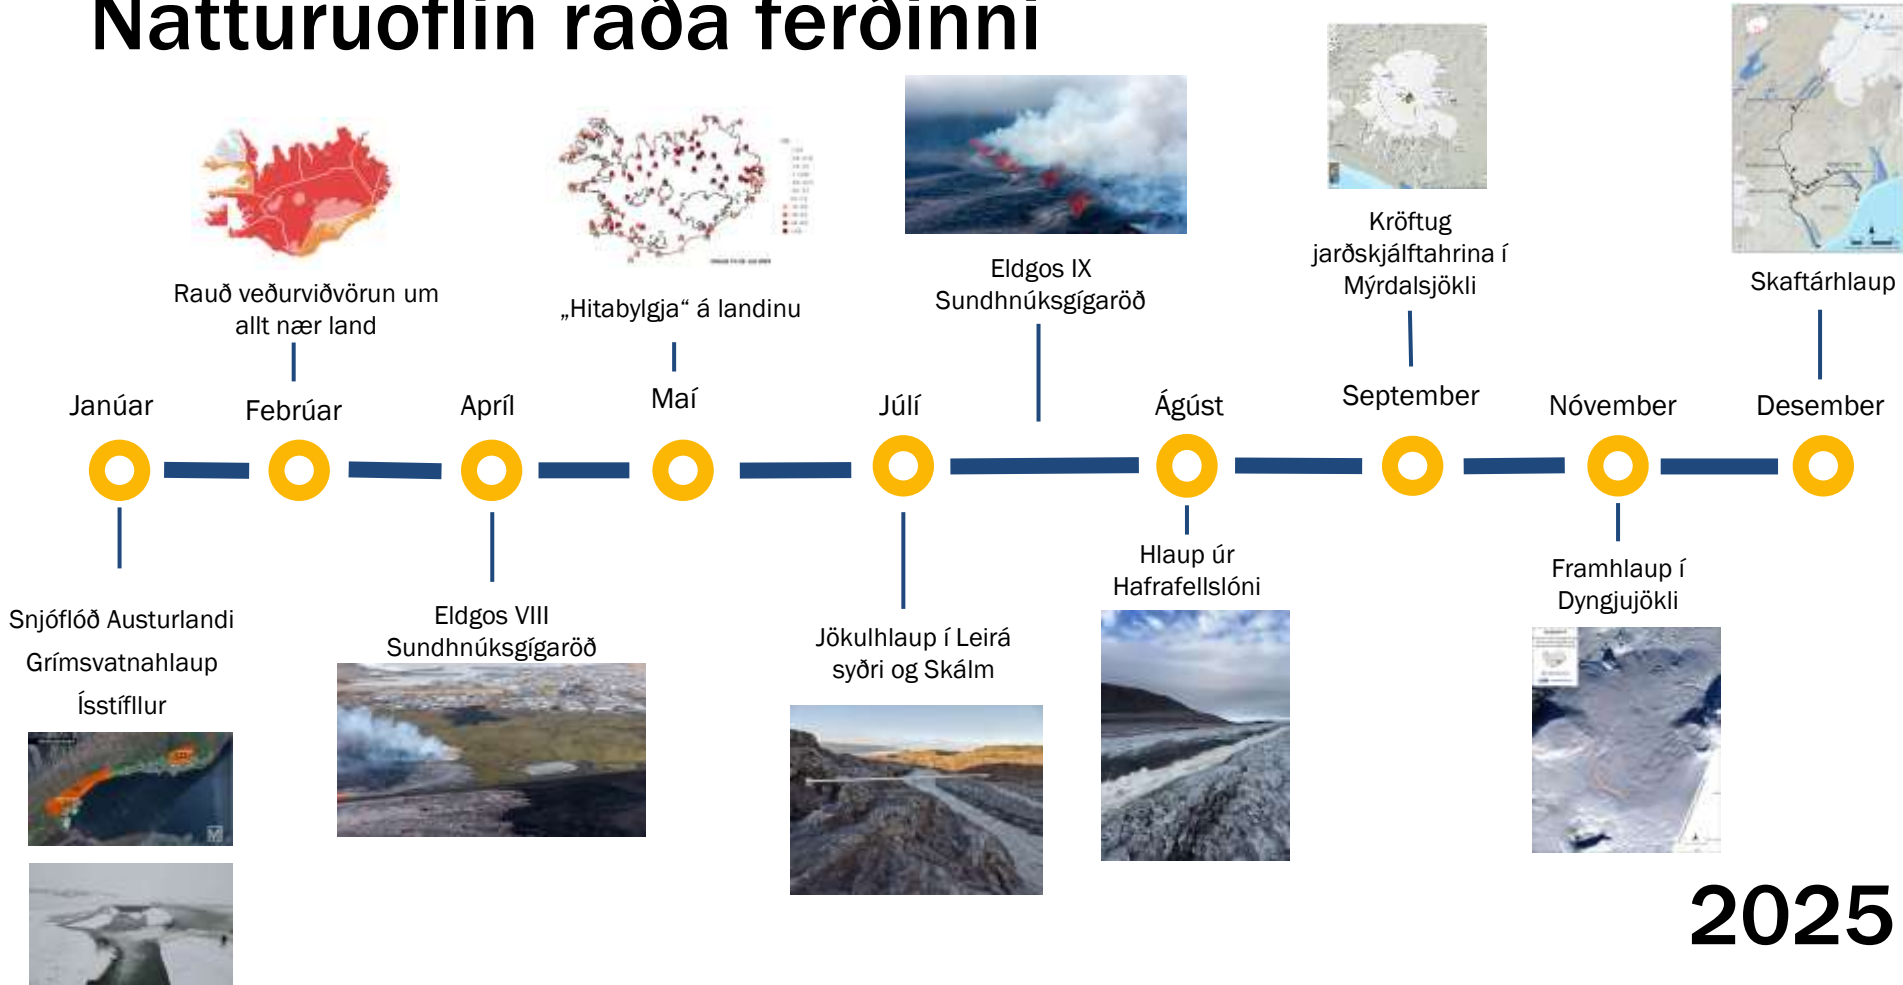 Náttúruöflin ráða ferðinni
Rauð veðurviðvörun um
allt nær land
„Hitabylgja“ á landinu
Eldgos IX
Sundhnúksgígaröð
Kröftug
jarðskjálftahrina í
Mýrdalsjökli
Skaftárhlaup
Janúar
Febrúar
Apríl
Maí
Júlí
Ágúst
September
Nóvember
Desember
Snjóflóð Austurlandi
Grímsvatnahlaup
Ísstíflur
Eldgos VIII
Sundhnúksgígaröð
Jökulhlaup í Leirá
syðri og Skálm
Hlaup úr
Hafrafellslóni
Framhlaup í
Dyngjujökli
2025